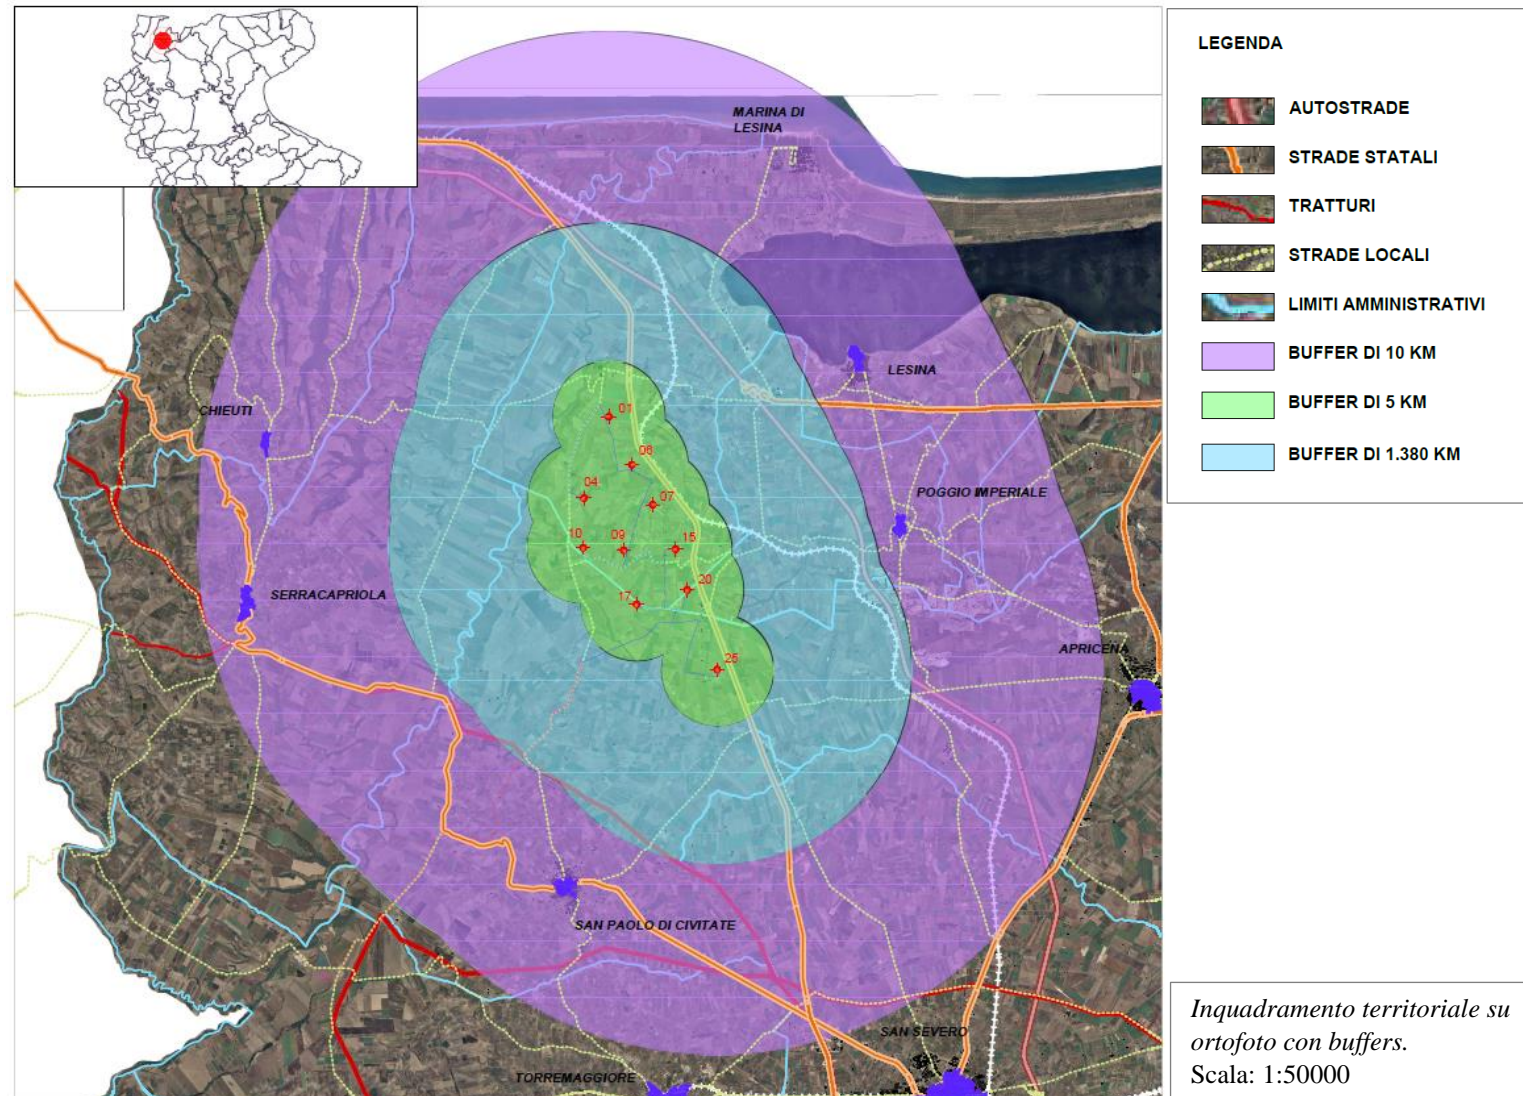 MARINA DI
LESINA
LESINA
CHIEUTI
POGGIO IMPERIALE
SERRACAPRIOLA
APRICENA
SAN PAOLO DI CIVITATE
SAN SEVERO
TORREMAGGIORE
01
06
04
07
10
09
15
20
17
25
LEGENDA
AUTOSTRADE
STRADE STATALI
TRATTURI
STRADE LOCALI
LIMITI AMMINISTRATIVI
BUFFER DI 10 KM
BUFFER DI 5 KM
BUFFER DI 1.380 KM
Inquadramento territoriale su
ortofoto con buffers.
Scala: 1:50000